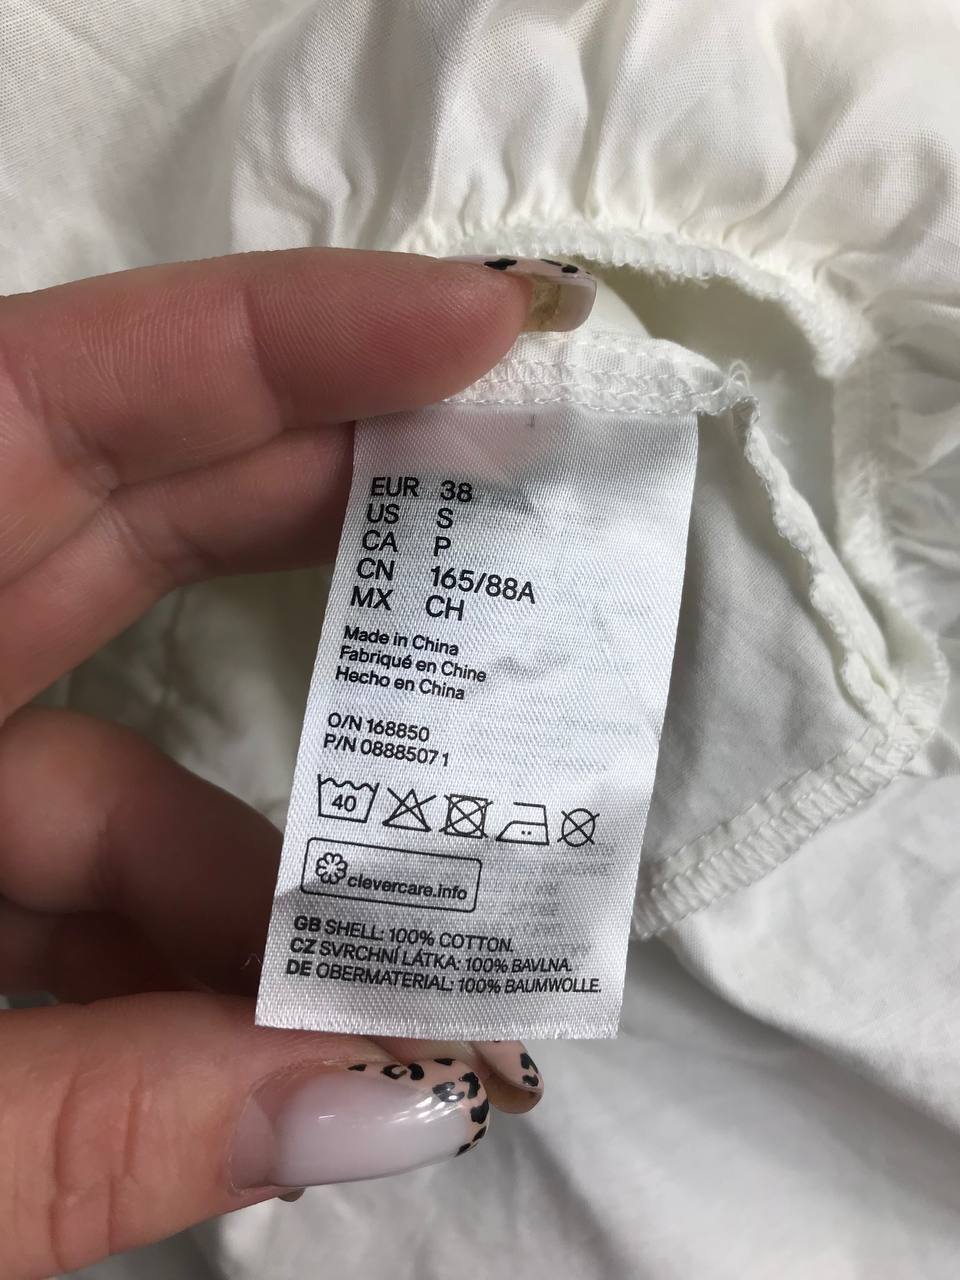 EUR 38
US S
CA P
CN 165/88A
MX CH
Made in China
Fabriqué en Chine
Hecho en China
O/N 168850
P/N 08885071
40
clevercare.info
GB SHELL: 100% COTTON.
CZ SVRCHNÍ LÁTKA: 100% BAVLNA.
DE OBERMATERIAL: 100% BAUMWOLLE.